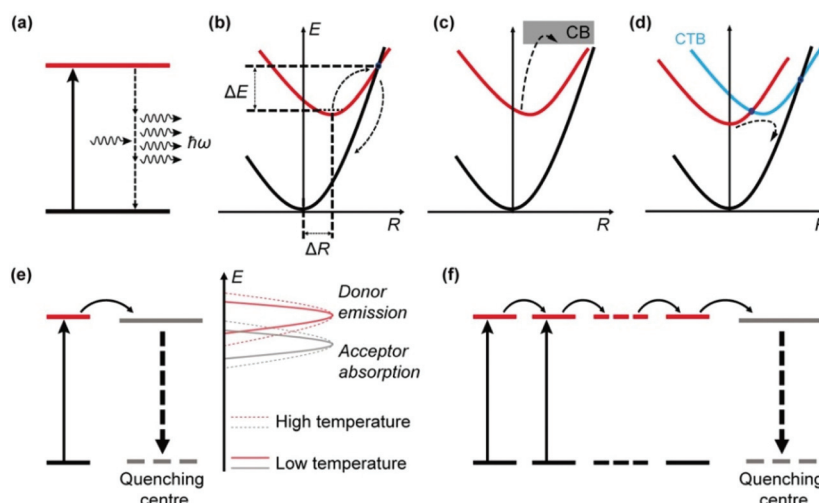 (a)
ħω
(b)
E
ΔE
ΔR
R
(c)
CB
R
(d)
CTB
(e)
Quenching
centre
E
Donor
emission
Acceptor
absorption
High temperature
Low temperature
(f)
Quenching
centre